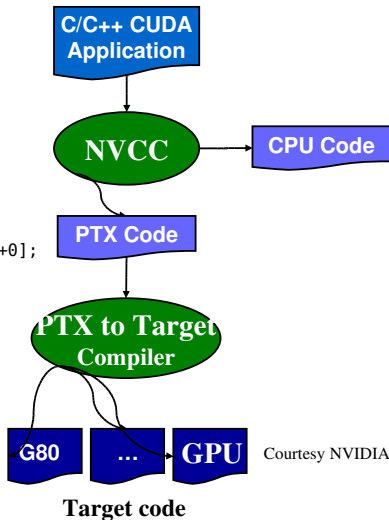 C/C++ CUDA
Application
NVCC
CPU Code
PTX Code
+0];
PTX to Target
Compiler
G80
...
GPU
Courtesy NVIDIA
Target code